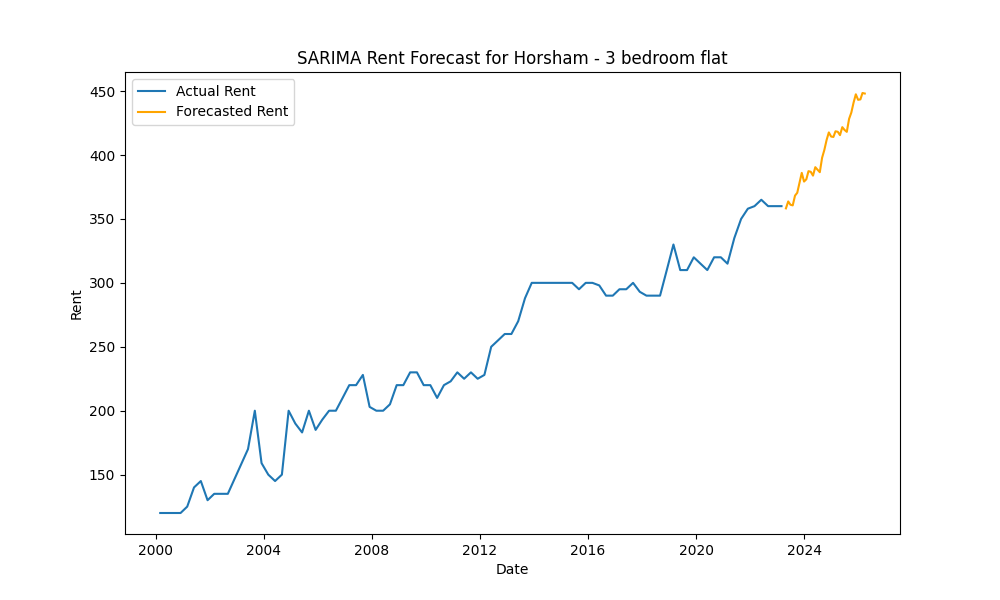 SARIMA Rent Forecast for Horsham - 3 bedroom flat
Actual Rent
Forecasted Rent
450
400
350
300
250
200
150
Rent
2000 2004 2008 2012 2016 2020 2024
Date